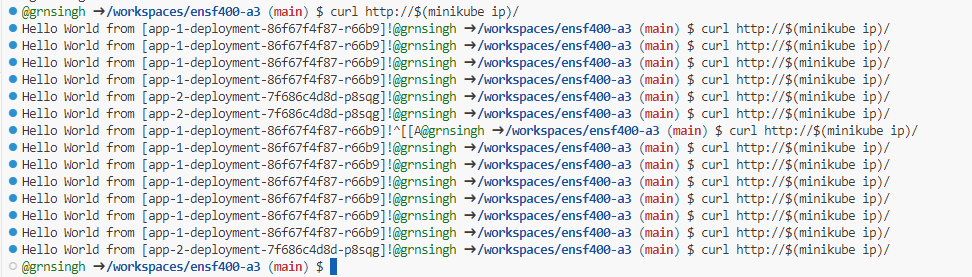 @grnsingh →/workspaces/ensf400-a3 (main) $ curl http://$(minikube ip)/
Hello World from [app-1-deployment-86f67f4f87-r66b9]!@grnsingh →/workspaces/ensf400-a3 (main) $ curl http://$(minikube ip)/
Hello World from [app-1-deployment-86f67f4f87-r66b9]!@grnsingh →/workspaces/ensf400-a3 (main) $ curl http://$(minikube ip)/
Hello World from [app-1-deployment-86f67f4f87-r66b9]!@grnsingh →/workspaces/ensf400-a3 (main) $ curl http://$(minikube ip)/
Hello World from [app-1-deployment-86f67f4f87-r66b9]!@grnsingh →/workspaces/ensf400-a3 (main) $ curl http://$(minikube ip)/
Hello World from [app-2-deployment-7f686c4d8d-p8sqg]!@grnsingh →/workspaces/ensf400-a3 (main) $ curl http://$(minikube ip)/
Hello World from [app-2-deployment-7f686c4d8d-p8sqg]!@grnsingh →/workspaces/ensf400-a3 (main) $ curl http://$(minikube ip)/
Hello World from [app-1-deployment-86f67f4f87-r66b9]!^[[A@grnsingh →/workspaces/ensf400-a3 (main) $ curl http://$(minikube ip)/
Hello World from [app-1-deployment-86f67f4f87-r66b9]!@grnsingh →/workspaces/ensf400-a3 (main) $ curl http://$(minikube ip)/
Hello World from [app-1-deployment-86f67f4f87-r66b9]!@grnsingh →/workspaces/ensf400-a3 (main) $ curl http://$(minikube ip)/
Hello World from [app-1-deployment-86f67f4f87-r66b9]!@grnsingh →/workspaces/ensf400-a3 (main) $ curl http://$(minikube ip)/
Hello World from [app-1-deployment-86f67f4f87-r66b9]!@grnsingh →/workspaces/ensf400-a3 (main) $ curl http://$(minikube ip)/
Hello World from [app-1-deployment-86f67f4f87-r66b9]!@grnsingh →/workspaces/ensf400-a3 (main) $ curl http://$(minikube ip)/
Hello World from [app-1-deployment-86f67f4f87-r66b9]!@grnsingh →/workspaces/ensf400-a3 (main) $ curl http://$(minikube ip)/
Hello World from [app-2-deployment-7f686c4d8d-p8sqg]!@grnsingh →/workspaces/ensf400-a3 (main) $ curl http://$(minikube ip)/
@grnsingh →/workspaces/ensf400-a3 (main) $